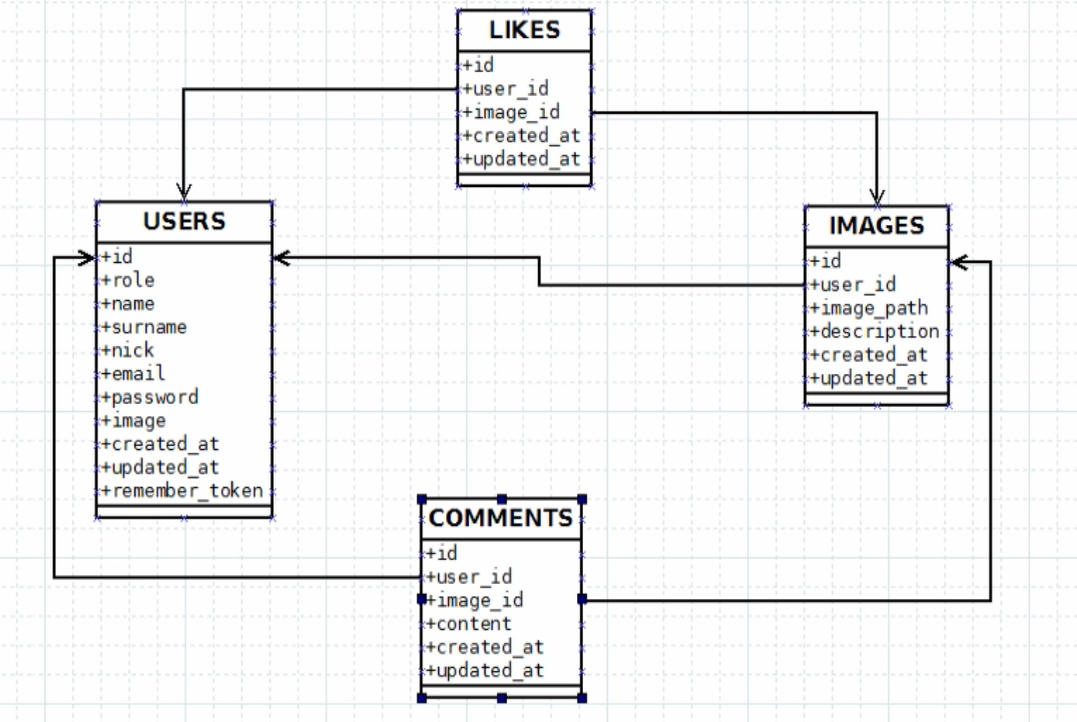 LIKES
+id
+user_id
+image_id
+created_at
+updated_at
USERS
+id
+role
+name
+surname
+nick
+email
+password
+image
+created_at
+updated_at
+remember_token
IMAGES
+id
+user_id
+image_path
+description
+created_at
+updated_at
COMMENTS
+id
+user_id
+image_id
+content
+created_at
+updated_at